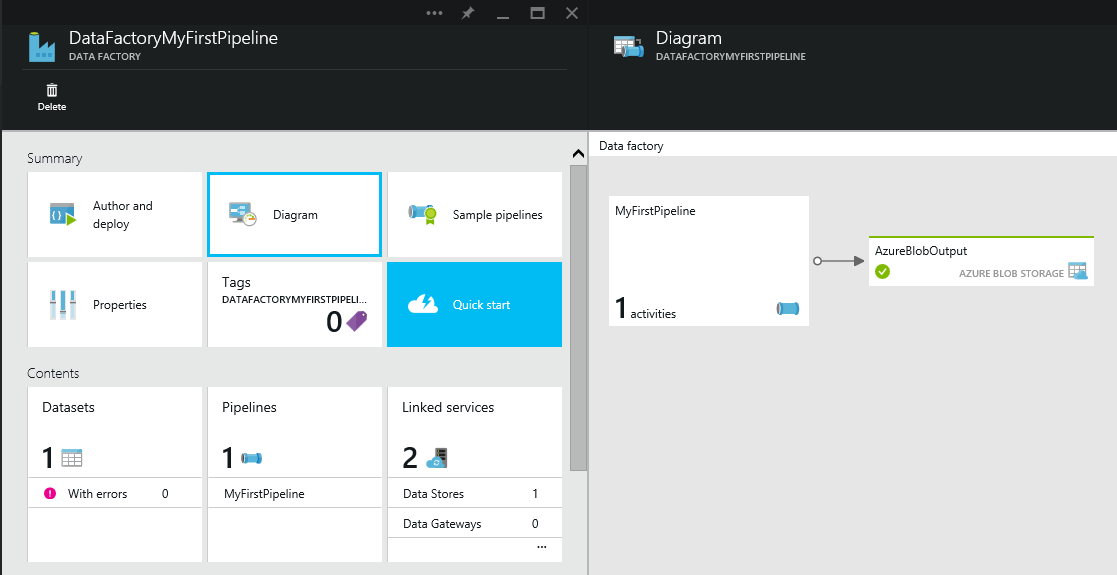 DataFactoryMyFirstPipeline
DATA FACTORY
Delete
Summary
Author and
deploy
Diagram
Sample pipelines
Properties
Tags
DATAFACTORYMYFIRSTPIPELI...
0
Quick start
Contents
Datasets
1
With errors 0
Pipelines
1
MyFirstPipeline
Linked services
2
Data Stores 1
Data Gateways 0
...
Diagram
DATAFACTORYMYFIRSTPIPELINE
Data factory
MyFirstPipeline
1 activities
AzureBlobOutput
AZURE BLOB STORAGE